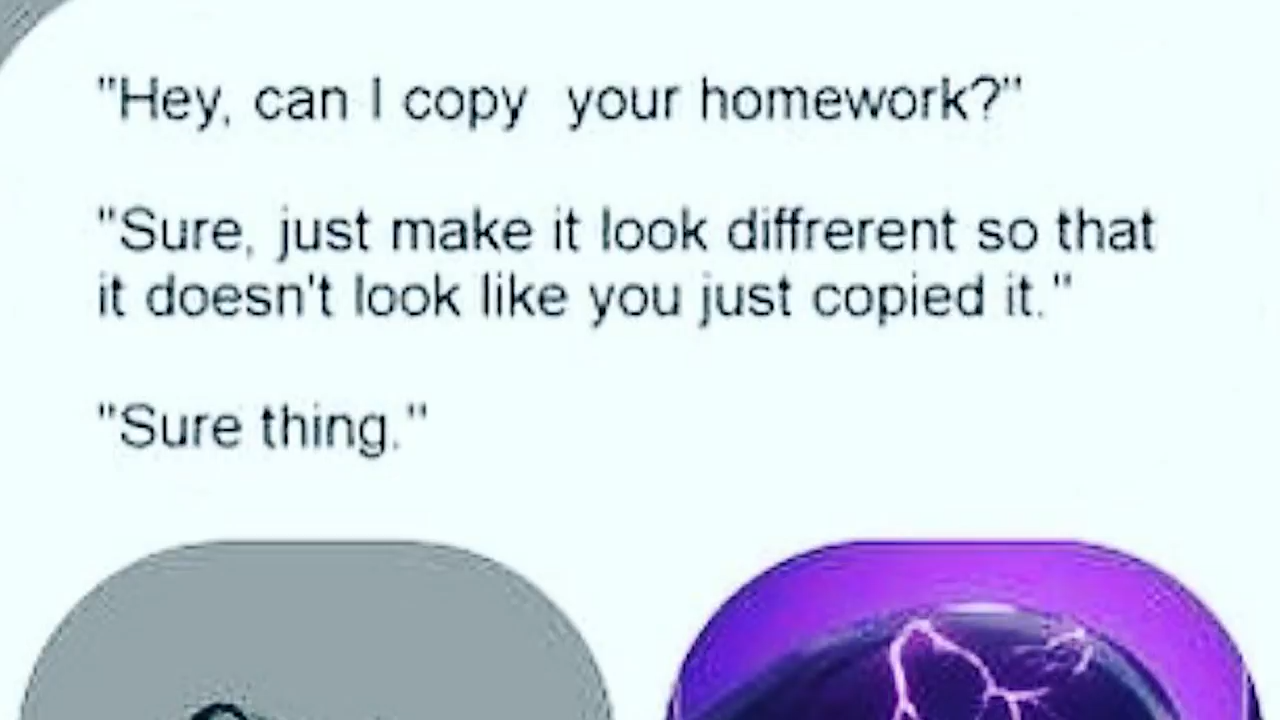 "Hey, can I copy  your homework?"
"Sure, just make it look diffrerent so that
it doesn't look like you just copied it."
"Sure thing."